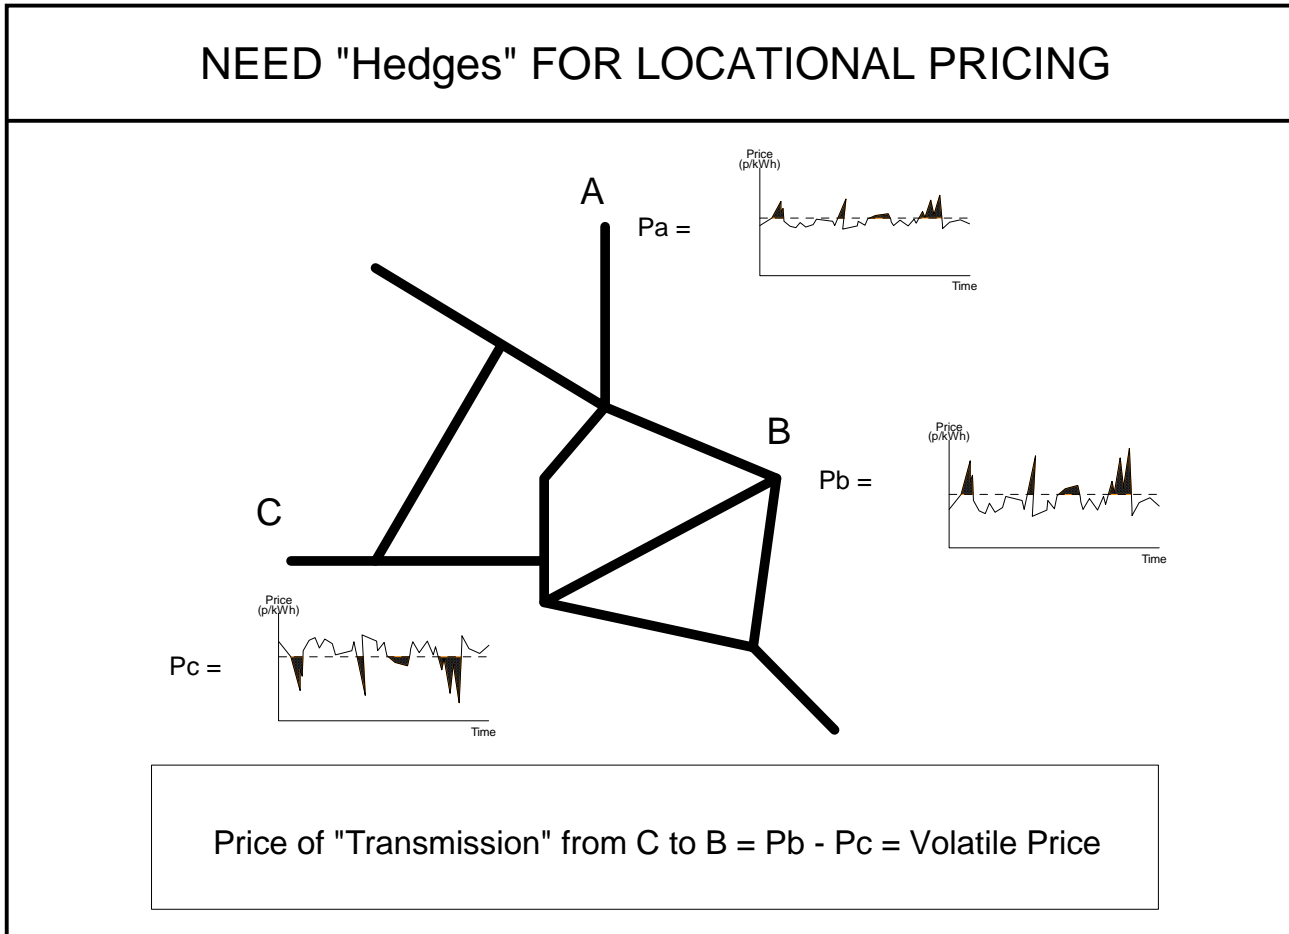 NEED "Hedges" FOR LOCATIONAL PRICING
Price
(p/kWh)
A
Pa =
Time
B
Price
(p/kWh)
Pb =
C
Time
Price
(p/kWh)
Pc =
Time
Price of "Transmission" from C to B = Pb - Pc = Volatile Price